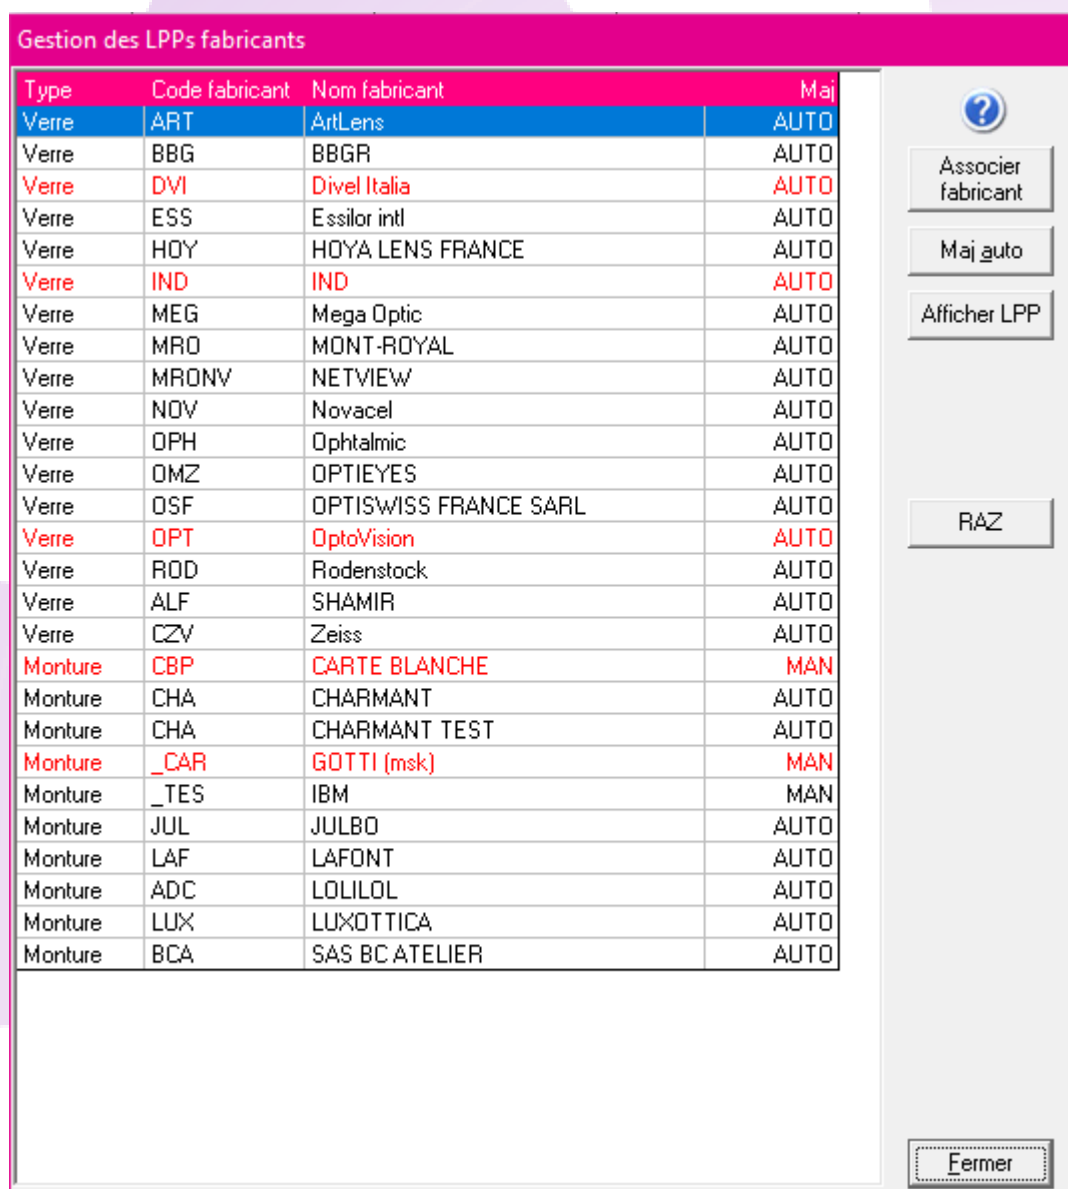 Gestion des LPPs fabricants
Type Code fabricant Nom fabricant Maj
Verre ART ArtLens AUTO
Verre BBG BBGR AUTO
Verre DVI Divel Italia AUTO
Verre ESS Essilor intl AUTO
Verre HOY HOYA LENS FRANCE AUTO
Verre IND IND AUTO
Verre MEG Mega Optic AUTO
Verre MRO MONT-ROYAL AUTO
Verre MRONV NETVIEW AUTO
Verre NOV Novacel AUTO
Verre OPH Ophtalmic AUTO
Verre OMZ OPTIEYES AUTO
Verre OSF OPTISWISS FRANCE SARL AUTO
Verre OPT OptoVision AUTO
Verre ROD Rodenstock AUTO
Verre ALF SHAMIR AUTO
Verre CZV Zeiss AUTO
Monture CBP CARTE BLANCHE MAN
Monture CHA CHARMANT AUTO
Monture CHA CHARMANT TEST AUTO
Monture _CAR GOTTI (msk) MAN
Monture _TES IBM MAN
Monture JUL JULBO AUTO
Monture LAF LAFONT AUTO
Monture ADC LOLILOL AUTO
Monture LUX LUXOTTICA AUTO
Monture BCA SAS BC ATELIER AUTO
?
Associer
fabricant
Maj auto
Afficher LPP
RAZ
Fermer